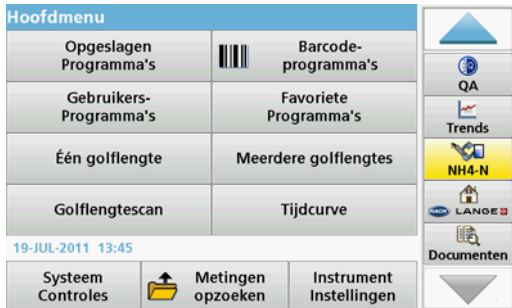 Hoofdmenu
Opgeslagen
Programma's
Barcode-
programma's
Gebruikers-
Programma's
Favoriete
Programma's
Één golflengte
Meerdere golflengtes
Golflengtescan
Tijdcurve
19-JUL-2011 13:45
Systeem
Controles
Metingen
opzoeken
Instrument
Instellingen
QA
Trends
NH4-N
HACH LANGE
Documenten